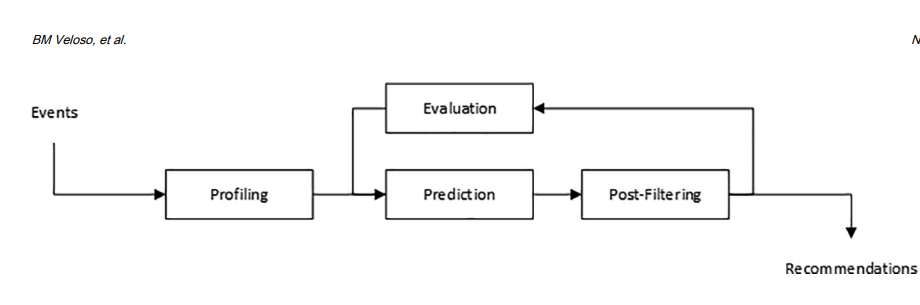 BM Veloso, et al.
N
Evaluation
Events
Profiling
Prediction
Post-Filtering
Recommendations